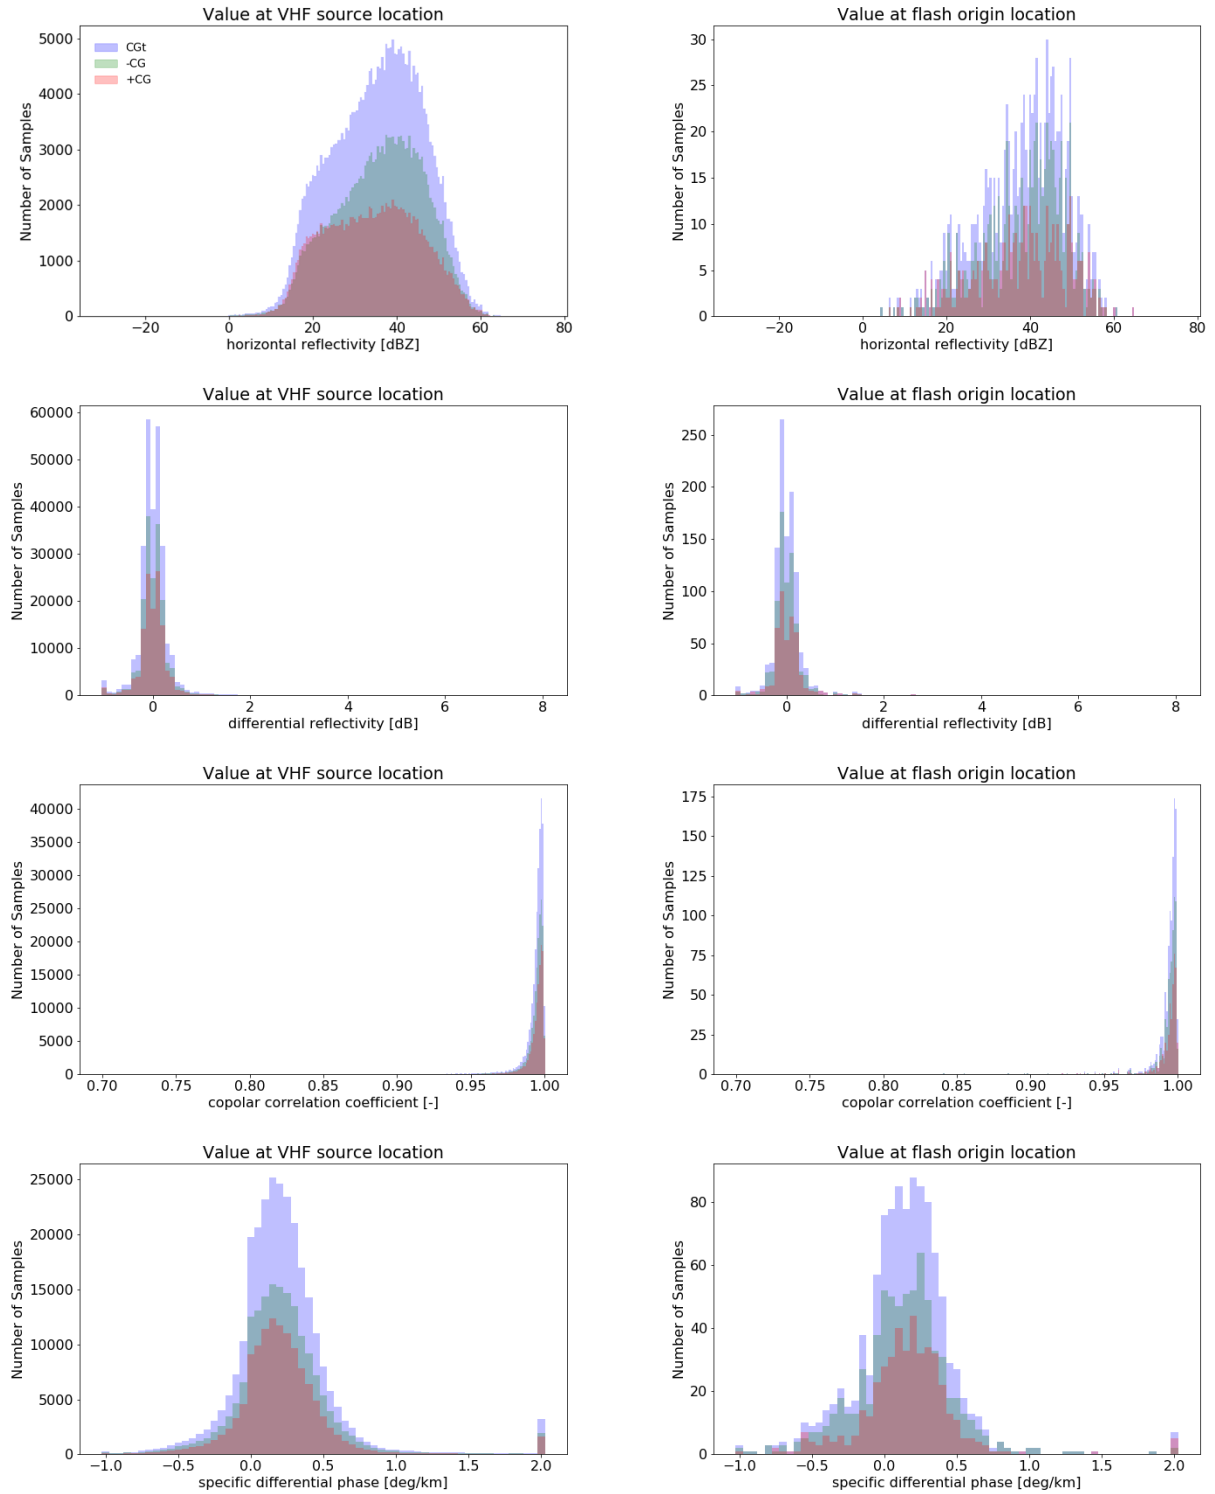 Value at VHF source location
5000
4000
3000
2000
1000
0
Number of Samples
CGt
-CG
+CG
−20 0 20 40 60 80
horizontal reflectivity [dBZ]
Value at flash origin location
30
25
20
15
10
5
0
Number of Samples
−20 0 20 40 60 80
horizontal reflectivity [dBZ]
Value at VHF source location
60000
50000
40000
30000
20000
10000
0
Number of Samples
0 2 4 6 8
differential reflectivity [dB]
Value at flash origin location
250
200
150
100
50
0
Number of Samples
0 2 4 6 8
differential reflectivity [dB]
Value at VHF source location
40000
35000
30000
25000
20000
15000
10000
5000
0
Number of Samples
0.70 0.75 0.80 0.85 0.90 0.95 1.00
copolar correlation coefficient [-]
Value at flash origin location
175
150
125
100
75
50
25
0
Number of Samples
0.70 0.75 0.80 0.85 0.90 0.95 1.00
copolar correlation coefficient [-]
Value at VHF source location
25000
20000
15000
10000
5000
0
Number of Samples
−1.0 −0.5 0.0 0.5 1.0 1.5 2.0
specific differential phase [deg/km]
Value at flash origin location
80
60
40
20
0
Number of Samples
−1.0 −0.5 0.0 0.5 1.0 1.5 2.0
specific differential phase [deg/km]